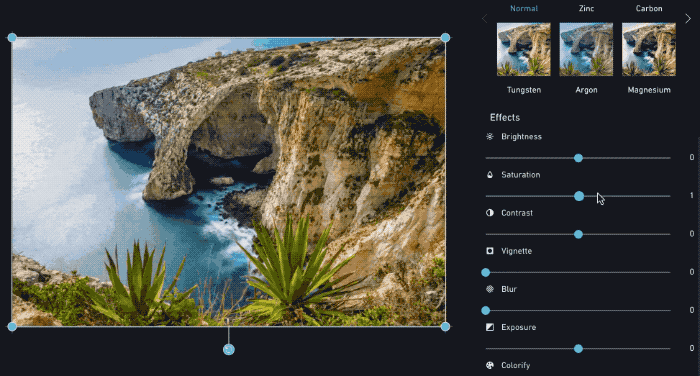 Normal Zinc Carbon
Tungsten Argon Magnesium
Effects
Brightness
0
Saturation
1
Contrast
0
Vignette
0
Blur
0
Exposure
0
Colorify